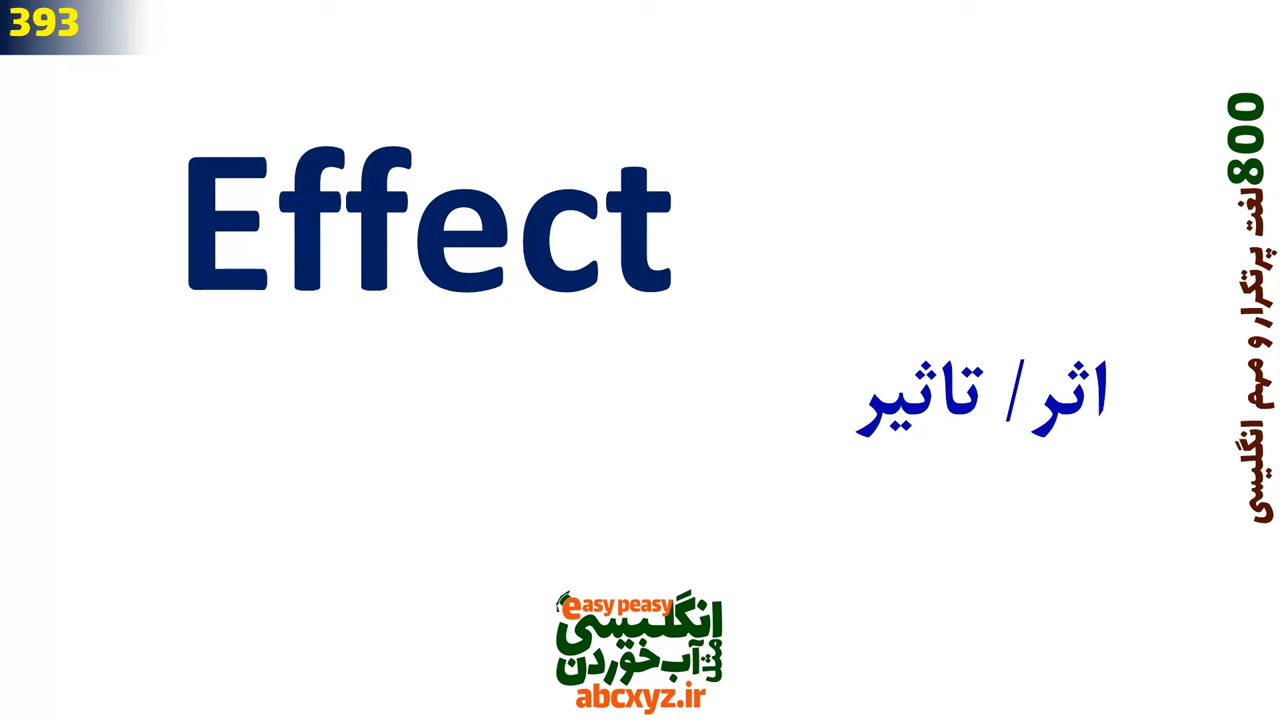 393
Effect
اثر/ تاثیر
800 لغت پرتکرار و مهم انگلیسی
easy peasy
انگلیسی
مثل آب خوردن
abcxyz.ir